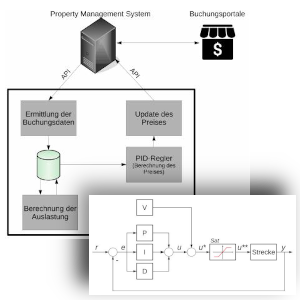 Property Management System
Buchungsportale
$
API
API
Ermittlung der
Buchungsdaten
Update des
Preises
PID-Regler
(Berechnung des
Preises)
Berechnung der
Auslastung
V
P
I
D
r
e
-
u
u*
Sat
u**
Strecke
y